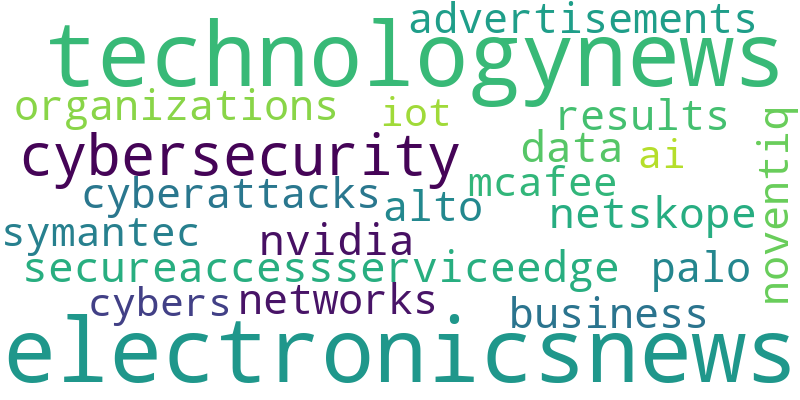 advertisements
technologynews
organizations
iot
results
cybersecurity
data
ai
noventiq
cyberattacks
alto
mcafee
netskope
symantec
nvidia
secureaccessserviceedge
palo
cybers
networks
business
electronicsnews